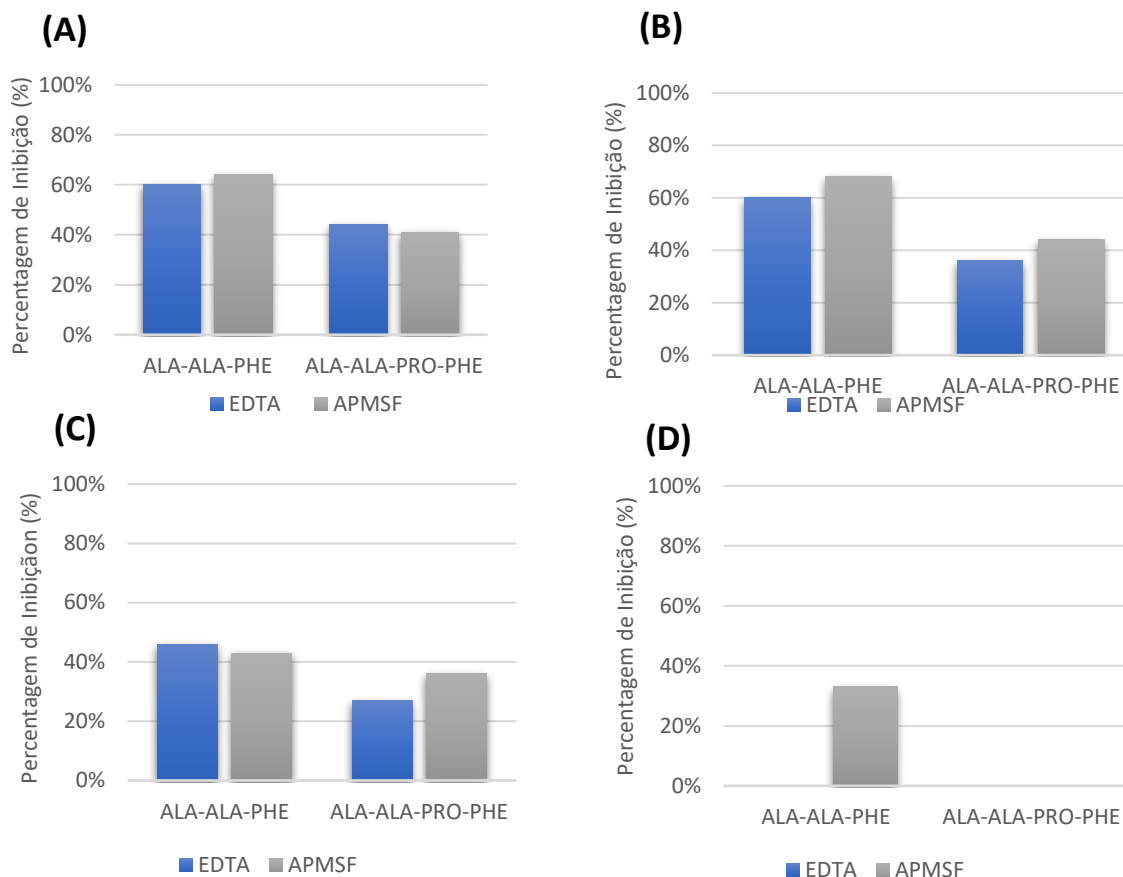 (A)
Percentagem de Inibição (%)
100%
80%
60%
40%
20%
0%
ALA-ALA-PHE ALA-ALA-PRO-PHE
EDTA APMSF
(B)
Percentagem de Inibição (%)
100%
80%
60%
40%
20%
0%
ALA-ALA-PHE ALA-ALA-PRO-PHE
EDTA APMSF
(C)
Percentagem de Inibiçãon (%)
100%
80%
60%
40%
20%
0%
ALA-ALA-PHE ALA-ALA-PRO-PHE
EDTA APMSF
(D)
Percentagem de Inibição (%)
100%
80%
60%
40%
20%
0%
ALA-ALA-PHE ALA-ALA-PRO-PHE
EDTA APMSF